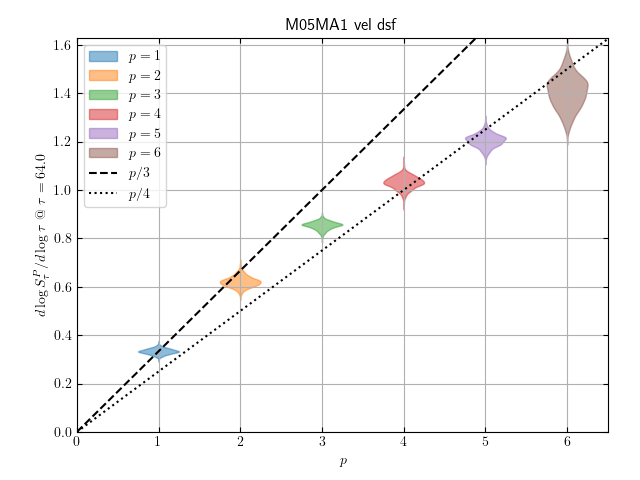 M05MA1 vel dsf
d log S_τ^P / d log τ @ τ = 64.0
1.6
1.4
1.2
1.0
0.8
0.6
0.4
0.2
0.0
p = 1
p = 2
p = 3
p = 4
p = 5
p = 6
p/3
p/4
0 1 2 3 4 5 6
p